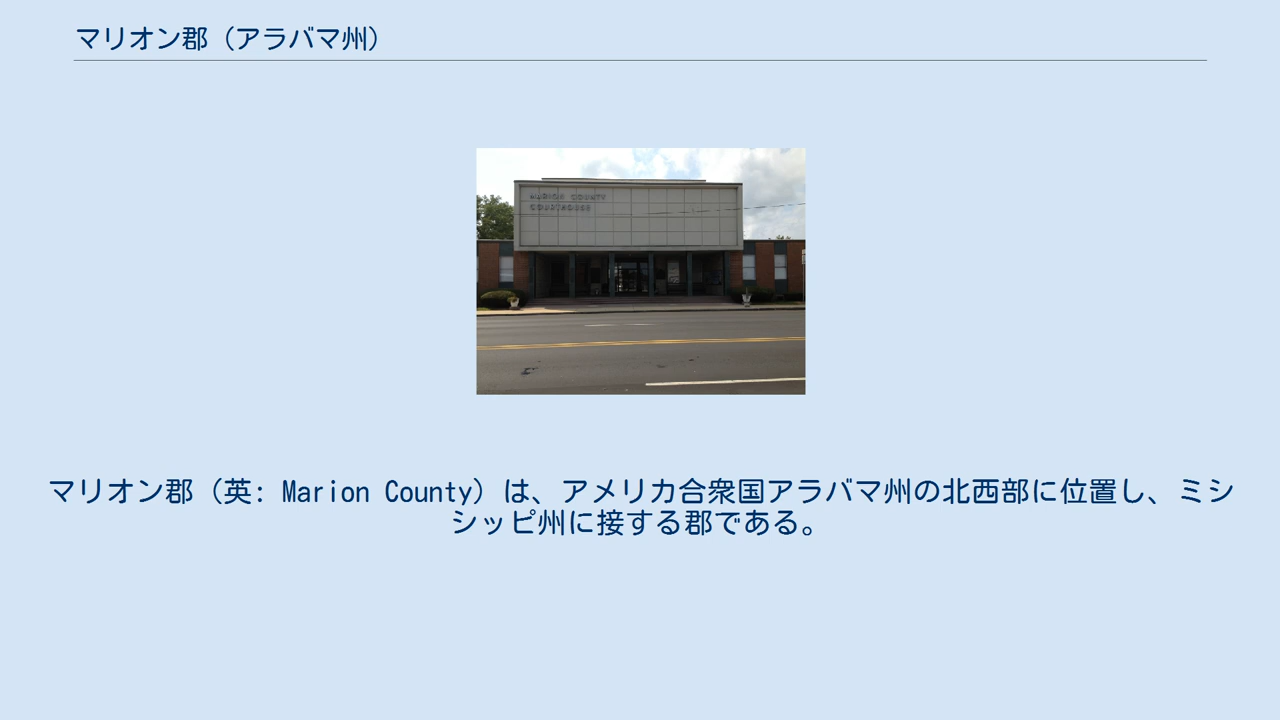 マリオン郡（アラバマ州）
MARION COUNTY
COURTHOUSE
マリオン郡（英: Marion County）は、アメリカ合衆国アラバマ州の北西部に位置し、ミシ
シッピ州に接する郡である。